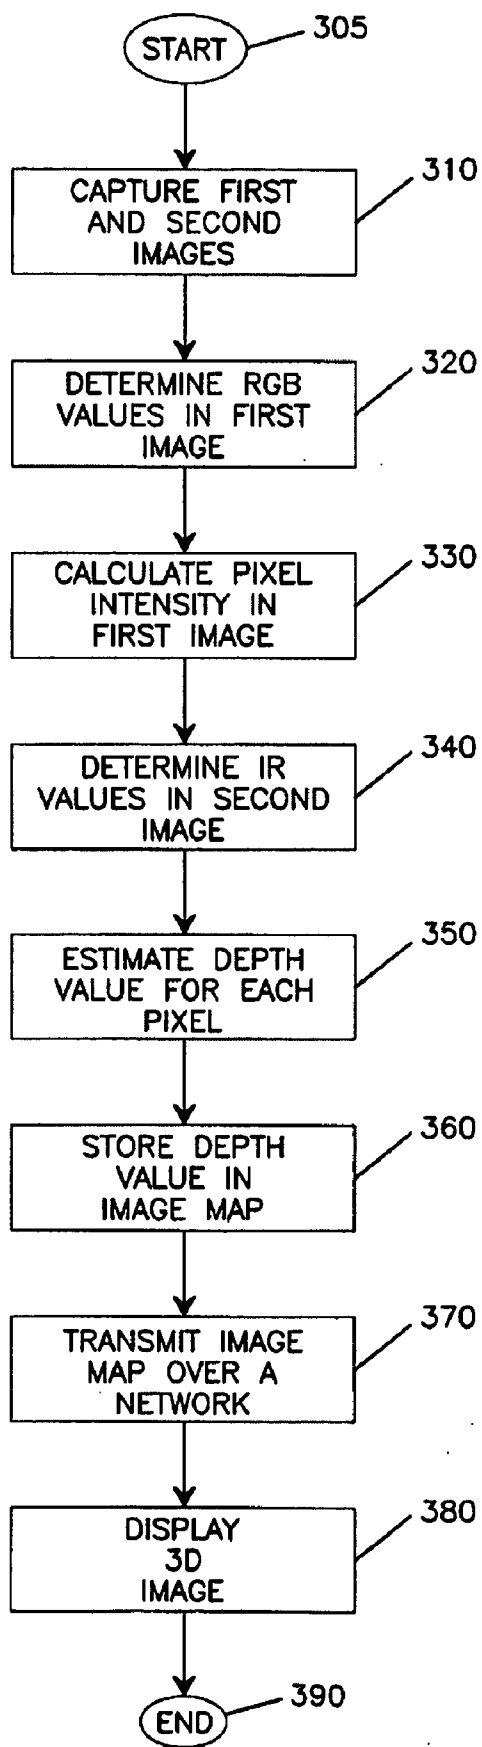 START
305
CAPTURE FIRST
AND SECOND
IMAGES
310
DETERMINE RGB
VALUES IN FIRST
IMAGE
320
CALCULATE PIXEL
INTENSITY IN
FIRST IMAGE
330
DETERMINE IR
VALUES IN SECOND
IMAGE
340
ESTIMATE DEPTH
VALUE FOR EACH
PIXEL
350
STORE DEPTH
VALUE IN
IMAGE MAP
360
TRANSMIT IMAGE
MAP OVER A
NETWORK
370
DISPLAY
3D
IMAGE
380
END
390